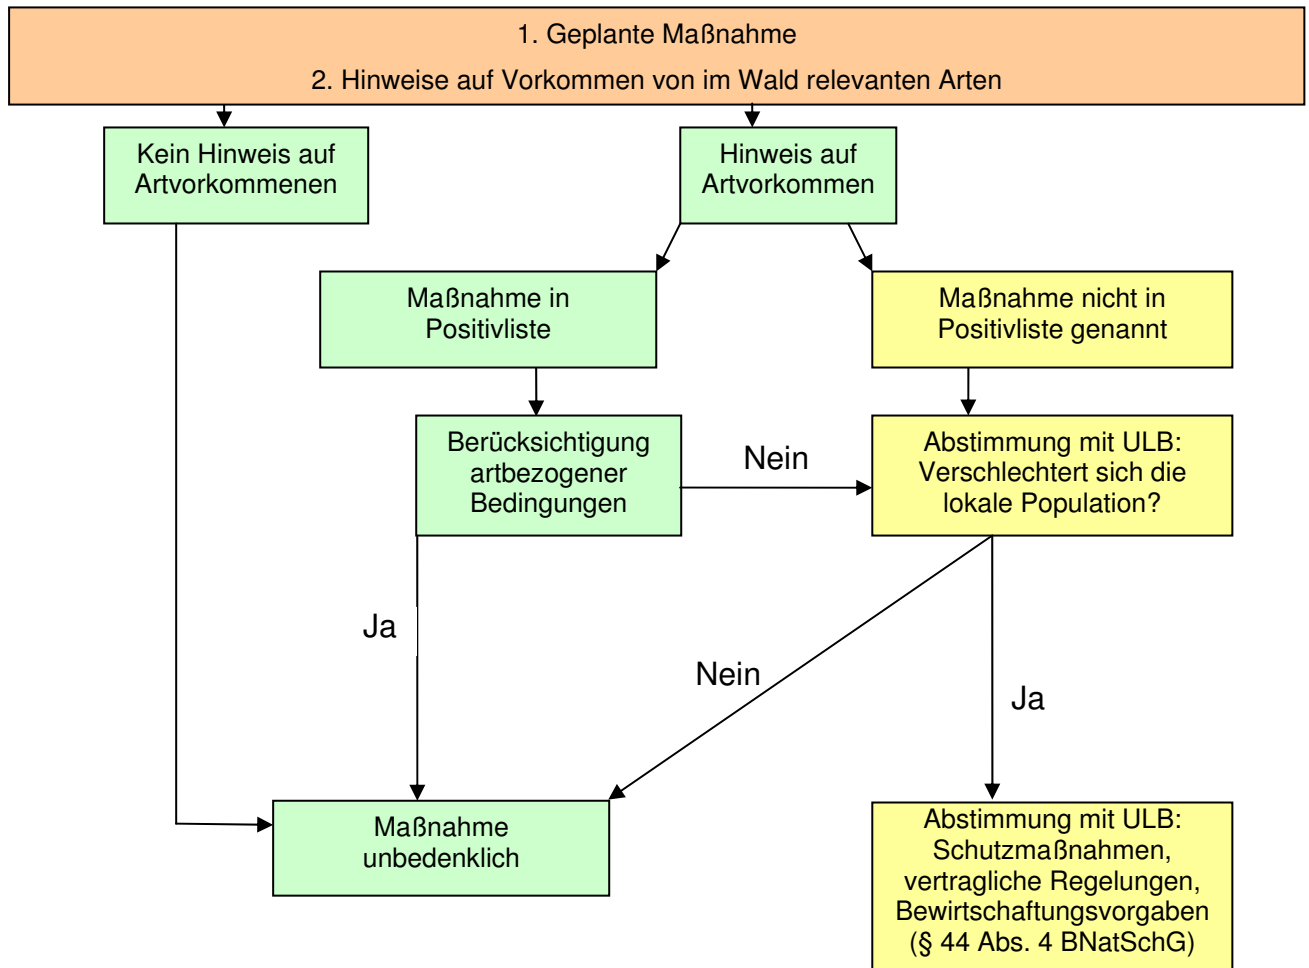 1. Geplante Maßnahme
2. Hinweise auf Vorkommen von im Wald relevanten Arten
Kein Hinweis auf
Artvorkommenen
Hinweis auf
Artvorkommen
Maßnahme in
Positivliste
Maßnahme nicht in
Positivliste genannt
Berücksichtigung
artbezogener
Bedingungen
Nein
Abstimmung mit ULB:
Verschlechtert sich die
lokale Population?
Ja
Nein
Ja
Maßnahme
unbedenklich
Abstimmung mit ULB:
Schutzmaßnahmen,
vertragliche Regelungen,
Bewirtschaftungsvorgaben
(§ 44 Abs. 4 BNatSchG)